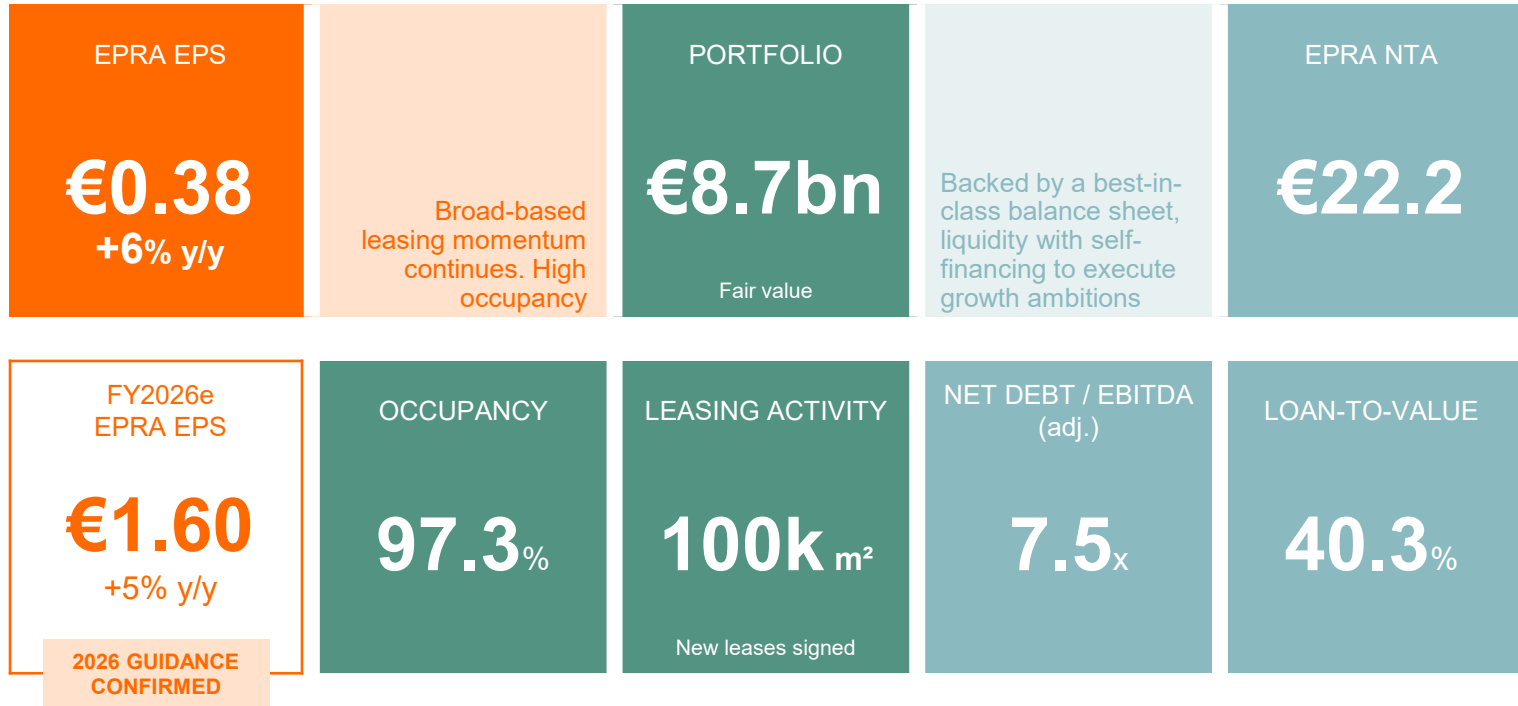 EPRA EPS
€0.38
+6% y/y
Broad-based
leasing momentum
continues. High
occupancy
PORTFOLIO
€8.7bn
Fair value
Backed by a best-in-
class balance sheet,
liquidity with self-
financing to execute
growth ambitions
EPRA NTA
€22.2
FY2026e
EPRA EPS
€1.60
+5% y/y
2026 GUIDANCE
CONFIRMED
OCCUPANCY
97.3%
LEASING ACTIVITY
100k m²
New leases signed
NET DEBT / EBITDA
(adj.)
7.5x
LOAN-TO-VALUE
40.3%